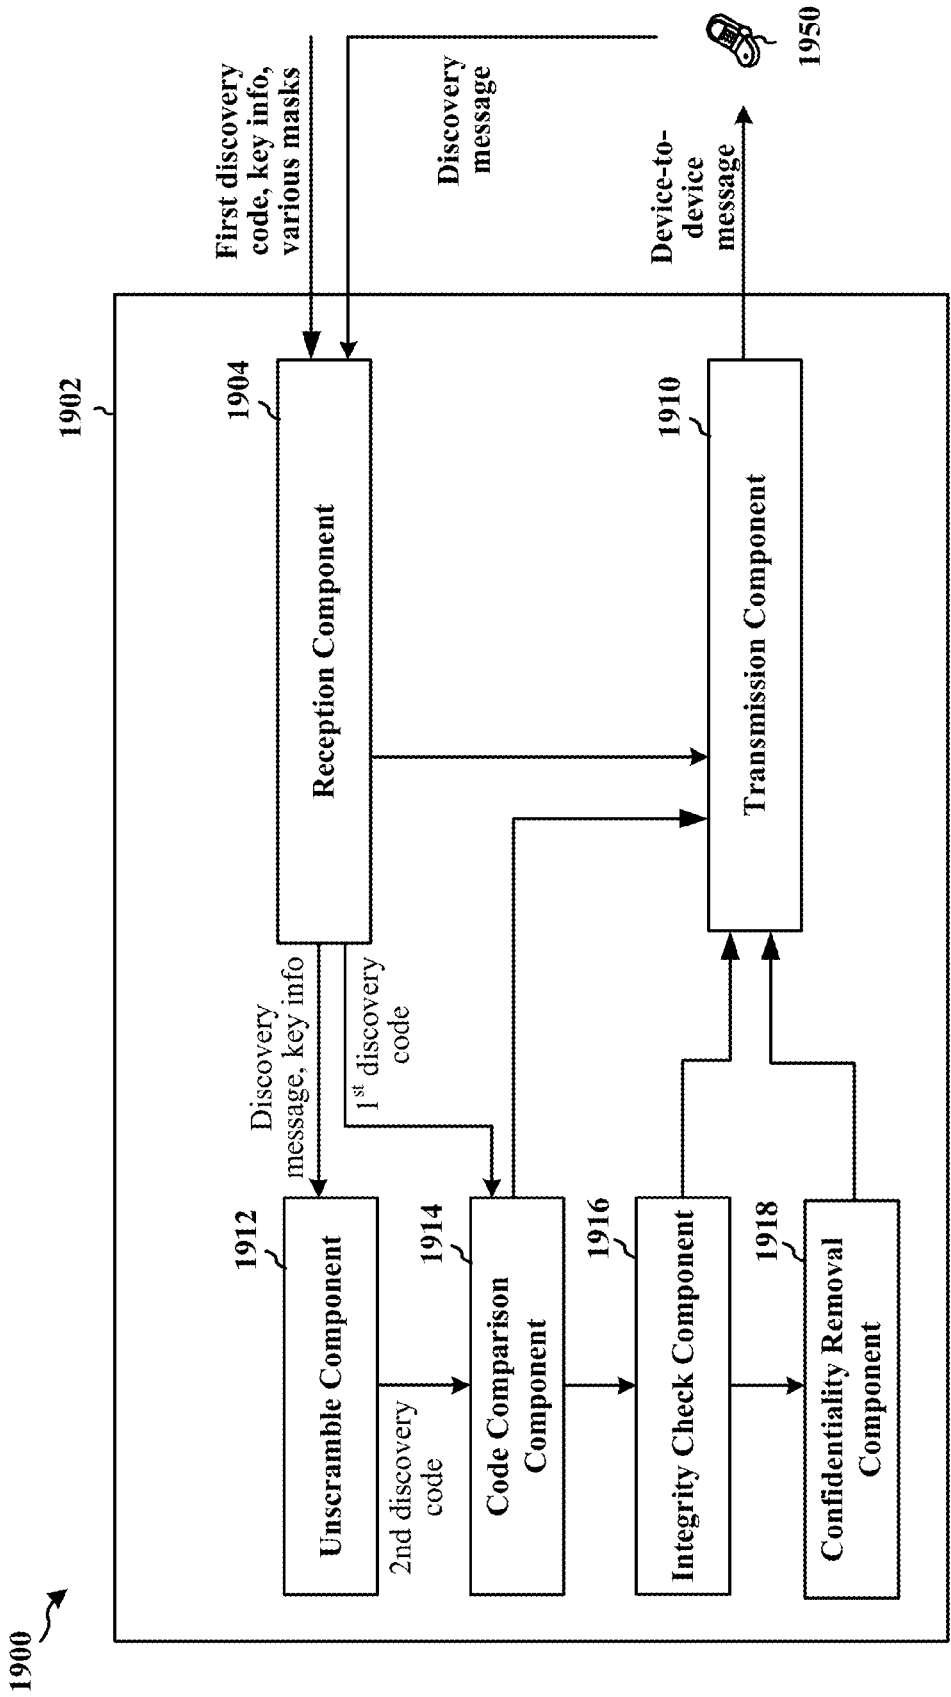 1900
1902
First discovery
code, key info,
various masks
Discovery
message
1950
Device-to-
device
message
1904
Reception Component
1910
Transmission Component
Discovery
message, key info
1st discovery
code
1912
Unscramble Component
2nd discovery
code
1914
Code Comparison
Component
1916
Integrity Check Component
1918
Confidentiality Removal
Component